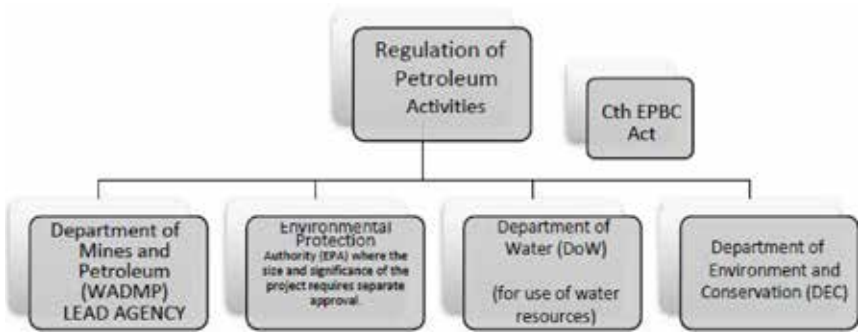 Regulation of
Petroleum
Activities
Cth EPBC
Act
Department of
Mines and
Petroleum
(WADMP)
LEAD AGENCY
Environmental
Protection
Authority (EPA) where the
size and significance of the
project requires separate
approval.
Department of
Water (DoW)
(for use of water
resources)
Department of
Environment and
Conservation (DEC)